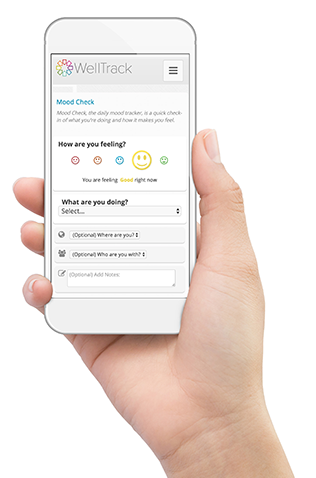 WellTrack
Mood Check
Mood Check, the daily mood tracker, is a quick check-
in of what you're doing and how it makes you feel.
How are you feeling?
You are feeling Good right now
What are you doing?
Select...
(Optional) Where are you?
(Optional) Who are you with?
(Optional) Add Notes: